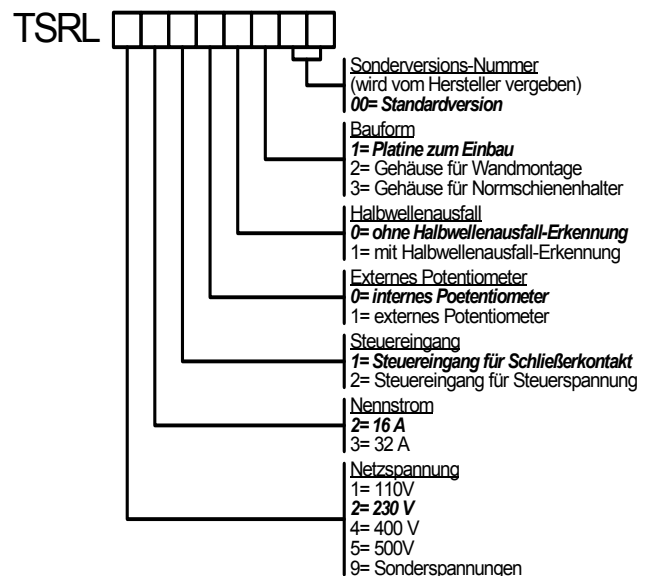 TSRL
Sonderversions-Nummer
(wird vom Hersteller vergeben)
00= Standardversion
Bauform
1= Platine zum Einbau
2= Gehäuse für Wandmontage
3= Gehäuse für Normschienenhalter
Halbwellenausfall
0= ohne Halbwellenausfall-Erkennung
1= mit Halbwellenausfall-Erkennung
Externes Potentiometer
0= internes Poetentiometer
1= externes Potentiometer
Steuereingang
1= Steuereingang für Schließerkontakt
2= Steuereingang für Steuerspannung
Nennstrom
2= 16 A
3= 32 A
Netzspannung
1= 110V
2= 230 V
4= 400 V
5= 500V
9= Sonderspannungen